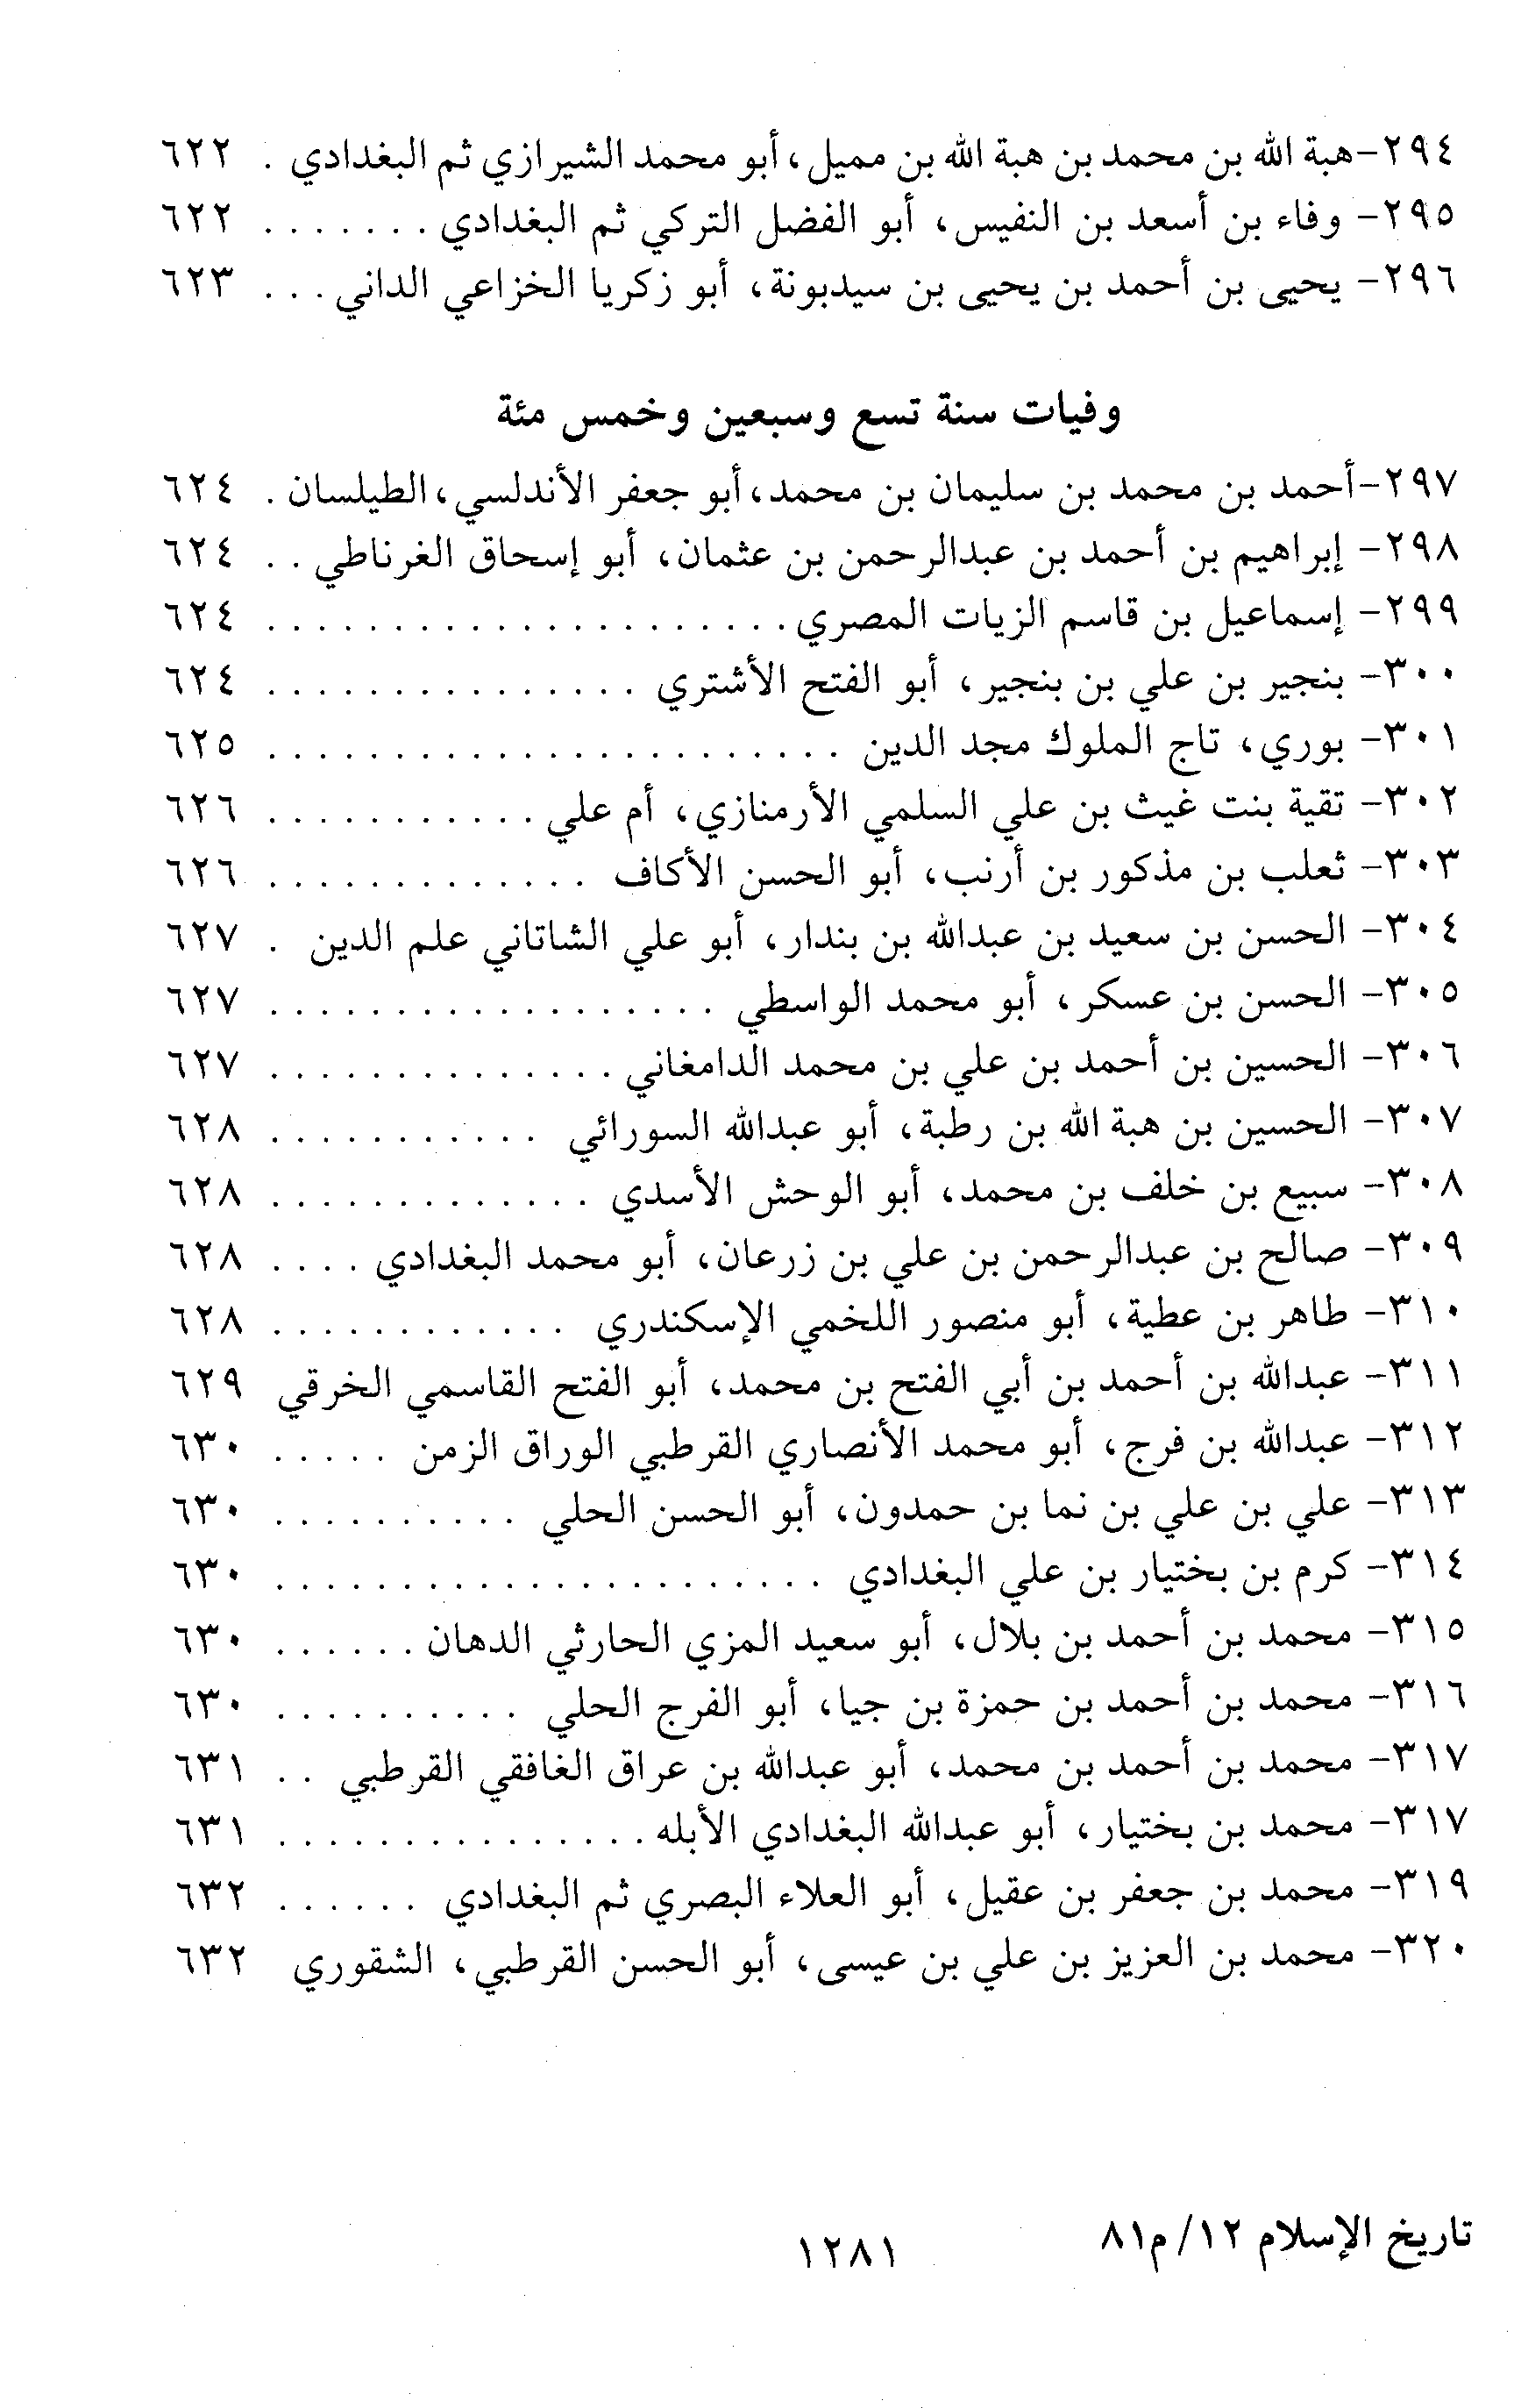 ٢٩٤-هبة الله بن محمد بن هبة الله بن مميل، أبو محمد الشيرازي ثم البغدادي . ٦٢٢
٢٩٥- وفاء بن أسعد بن النفيس، أبو الفضل التركي ثم البغدادي . . . . . . . ٦٢٢
٢٩٦- يحيى بن أحمد بن يحيى بن سيدبونة، أبو زكريا الخزاعي الداني . . . ٦٢٣
وفيات سنة تسع وسبعين وخمس مئة
٢٩٧-أحمد بن محمد بن سليمان بن محمد، أبو جعفر الأندلسي، الطيلسان . ٦٢٤
٢٩٨- إبراهيم بن أحمد بن عبدالرحمن بن عثمان، أبو إسحاق الغرناطي . . ٦٢٤
٢٩٩- إسماعيل بن قاسم الزيات المصري . . . . . . . . . . . . . . . . . . . . . ٦٢٤
٣٠٠- بنجير بن علي بن بنجير، أبو الفتح الأشتري . . . . . . . . . . . . . . . ٦٢٤
٣٠١- بوري، تاج الملوك مجد الدين . . . . . . . . . . . . . . . . . . . . . . . ٦٢٥
٣٠٢- تقية بنت غيث بن علي السلمي الأرمنازي، أم علي . . . . . . . . . . . ٦٢٦
٣٠٣- ثعلب بن مذكور بن أرنب، أبو الحسن الأكاف . . . . . . . . . . . . . ٦٢٦
٣٠٤- الحسن بن سعيد بن عبدالله بن بندار، أبو علي الشاتاني علم الدين . ٦٢٧
٣٠٥- الحسن بن عسكر، أبو محمد الواسطي . . . . . . . . . . . . . . . . . . ٦٢٧
٣٠٦- الحسين بن أحمد بن علي بن محمد الدامغاني . . . . . . . . . . . . . . ٦٢٧
٣٠٧- الحسين بن هبة الله بن رطبة، أبو عبدالله السورائي . . . . . . . . . . . ٦٢٨
٣٠٨- سبيع بن خلف بن محمد، أبو الوحش الأسدي . . . . . . . . . . . . . ٦٢٨
٣٠٩- صالح بن عبدالرحمن بن علي بن زرعان، أبو محمد البغدادي . . . . ٦٢٨
٣١٠- طاهر بن عطية، أبو منصور اللخمي الإسكندري . . . . . . . . . . . . ٦٢٨
٣١١- عبدالله بن أحمد بن أبي الفتح بن محمد، أبو الفتح القاسمي الخرقي ٦٢٩
٣١٢- عبدالله بن فرج، أبو محمد الأنصاري القرطبي الوراق الزمن . . . . . ٦٣٠
٣١٣- علي بن علي بن نما بن حمدون، أبو الحسن الحلي . . . . . . . . . . ٦٣٠
٣١٤- كرم بن بختيار بن علي البغدادي . . . . . . . . . . . . . . . . . . . . . . ٦٣٠
٣١٥- محمد بن أحمد بن بلال، أبو سعيد المزي الحارثي الدهان . . . . . . ٦٣٠
٣١٦- محمد بن أحمد بن حمزة بن جيا، أبو الفرج الحلي . . . . . . . . . . ٦٣٠
٣١٧- محمد بن أحمد بن محمد، أبو عبدالله بن عراق الغافقي القرطبي . . ٦٣١
٣١٧- محمد بن بختيار، أبو عبدالله البغدادي الأبله . . . . . . . . . . . . . . . ٦٣١
٣١٩- محمد بن جعفر بن عقيل، أبو العلاء البصري ثم البغدادي . . . . . . ٦٣٢
٣٢٠- محمد بن العزيز بن علي بن عيسى، أبو الحسن القرطبي، الشقوري ٦٣٢
تاريخ الإسلام ١٢/ م٨١
١٢٨١